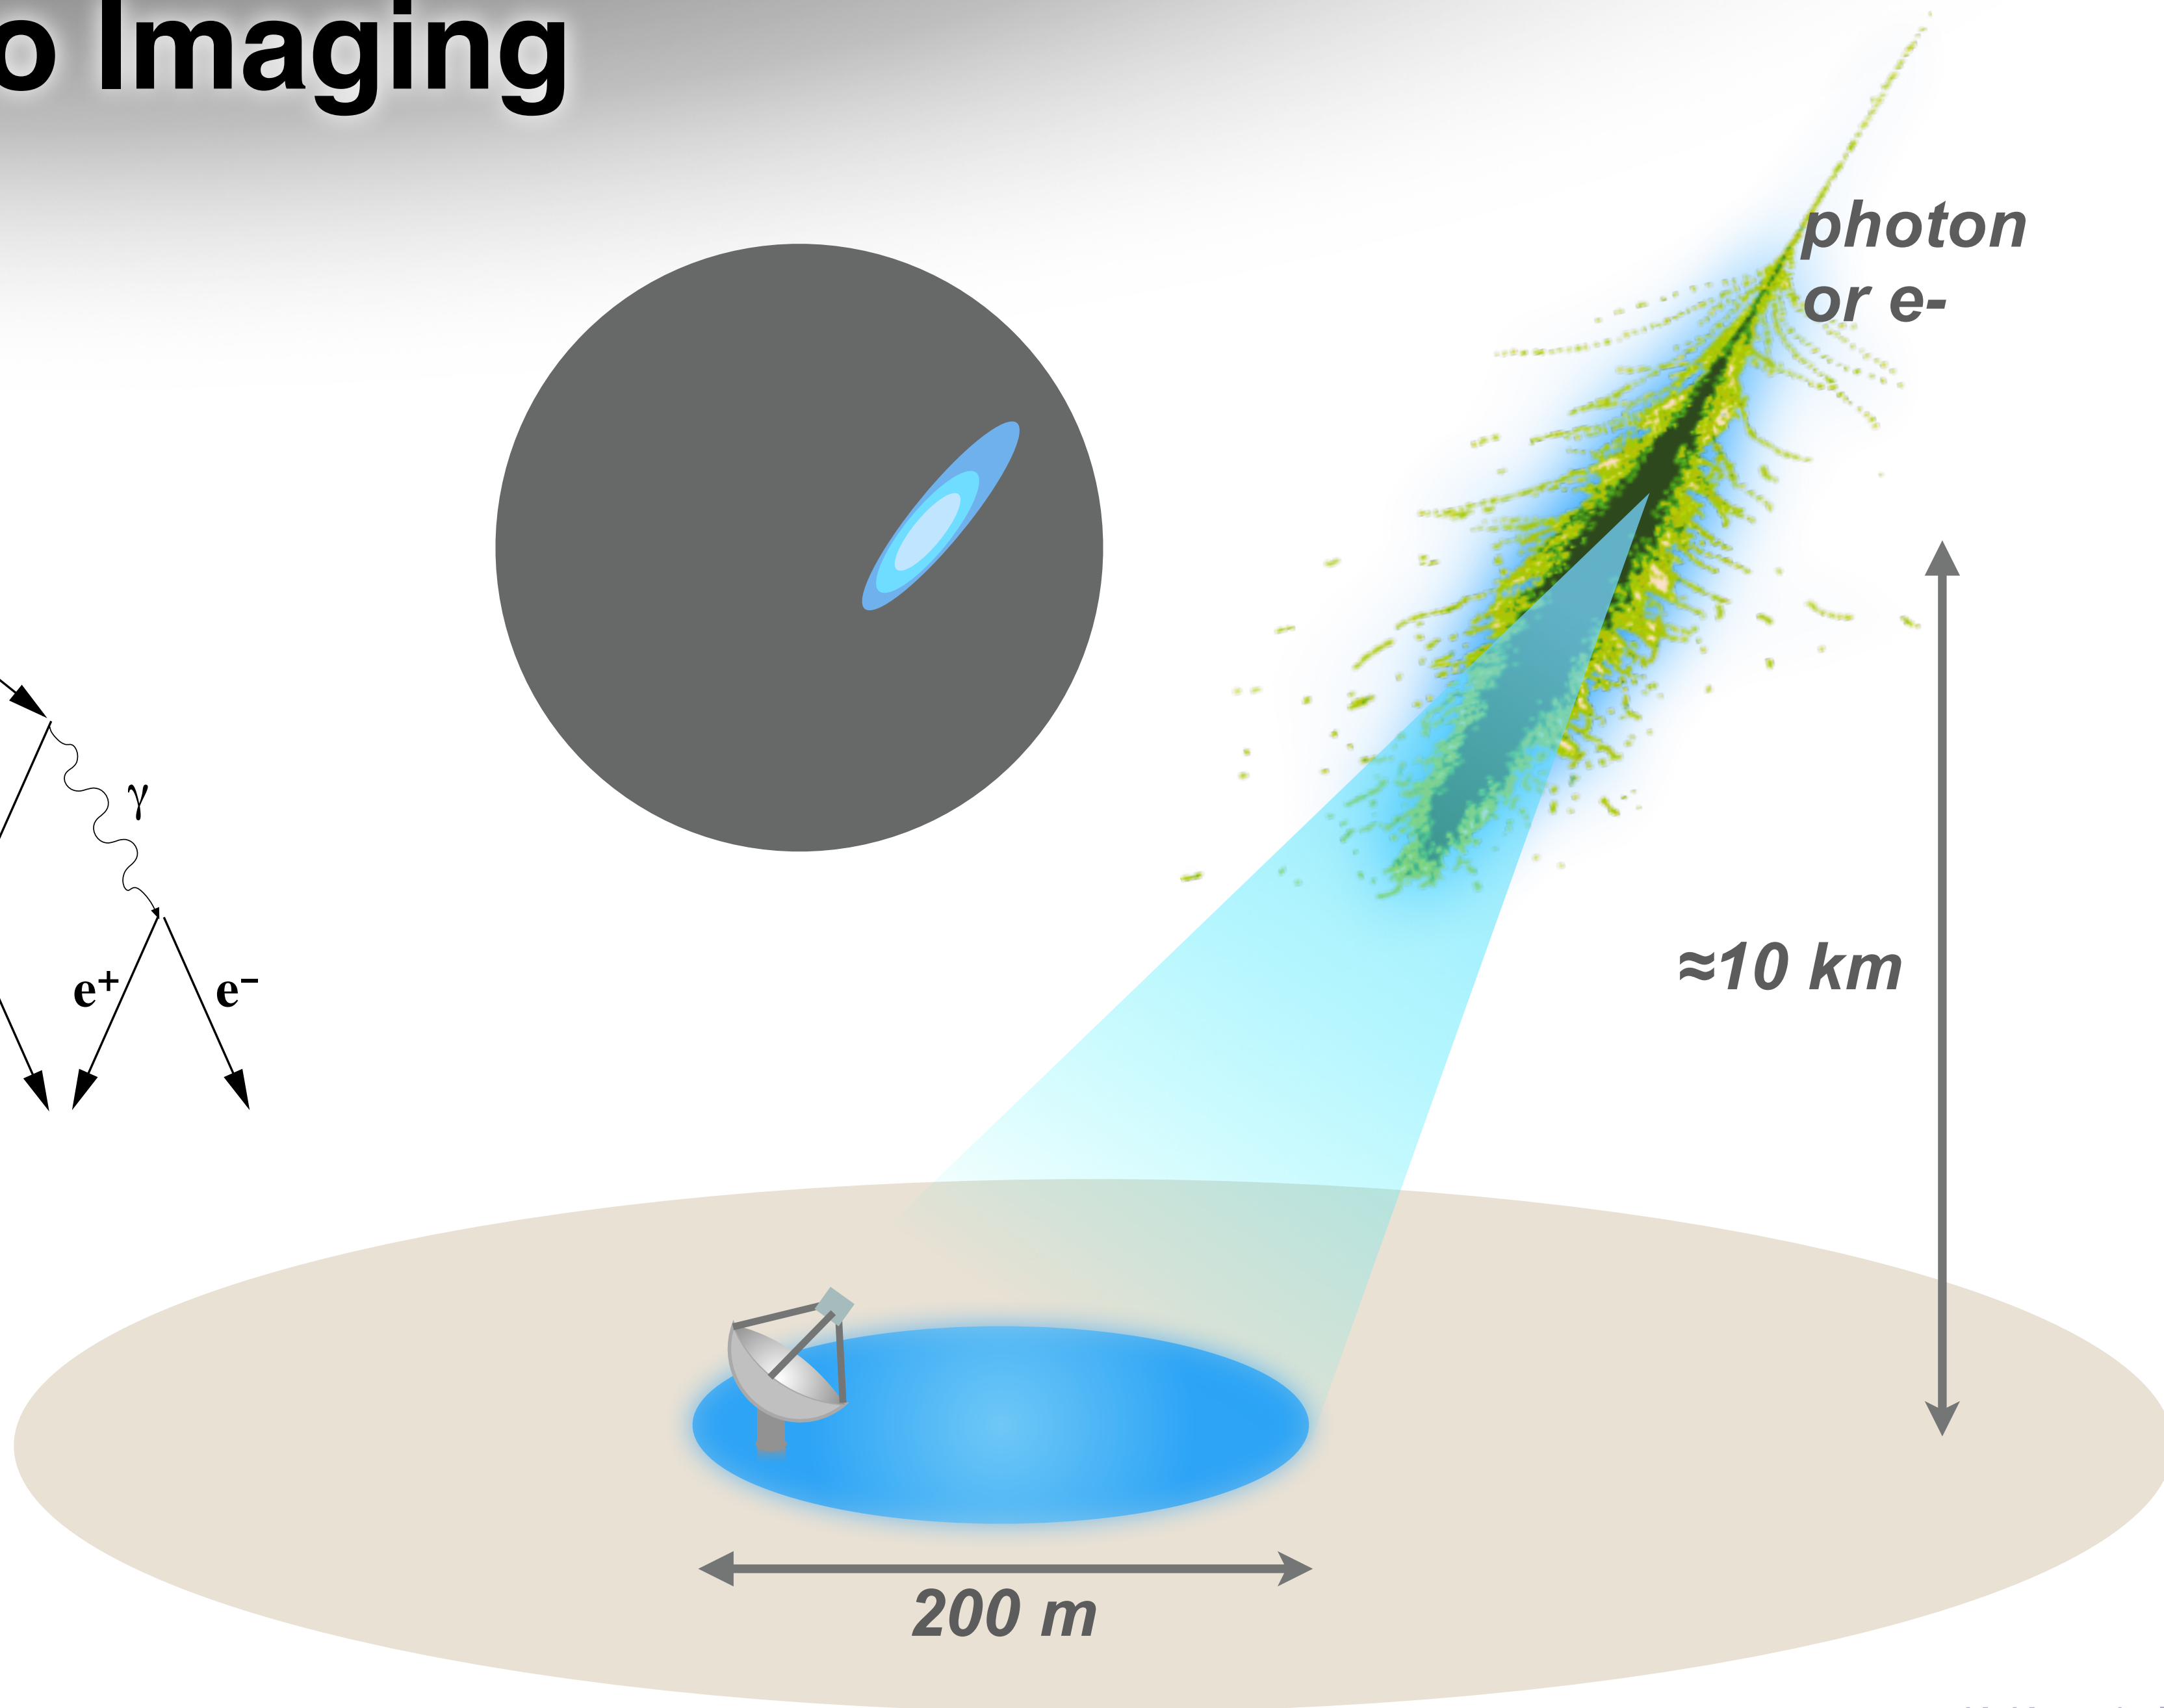 o Imaging
photon
or e-
γ
≈10 km
e⁺ e⁻
200 m